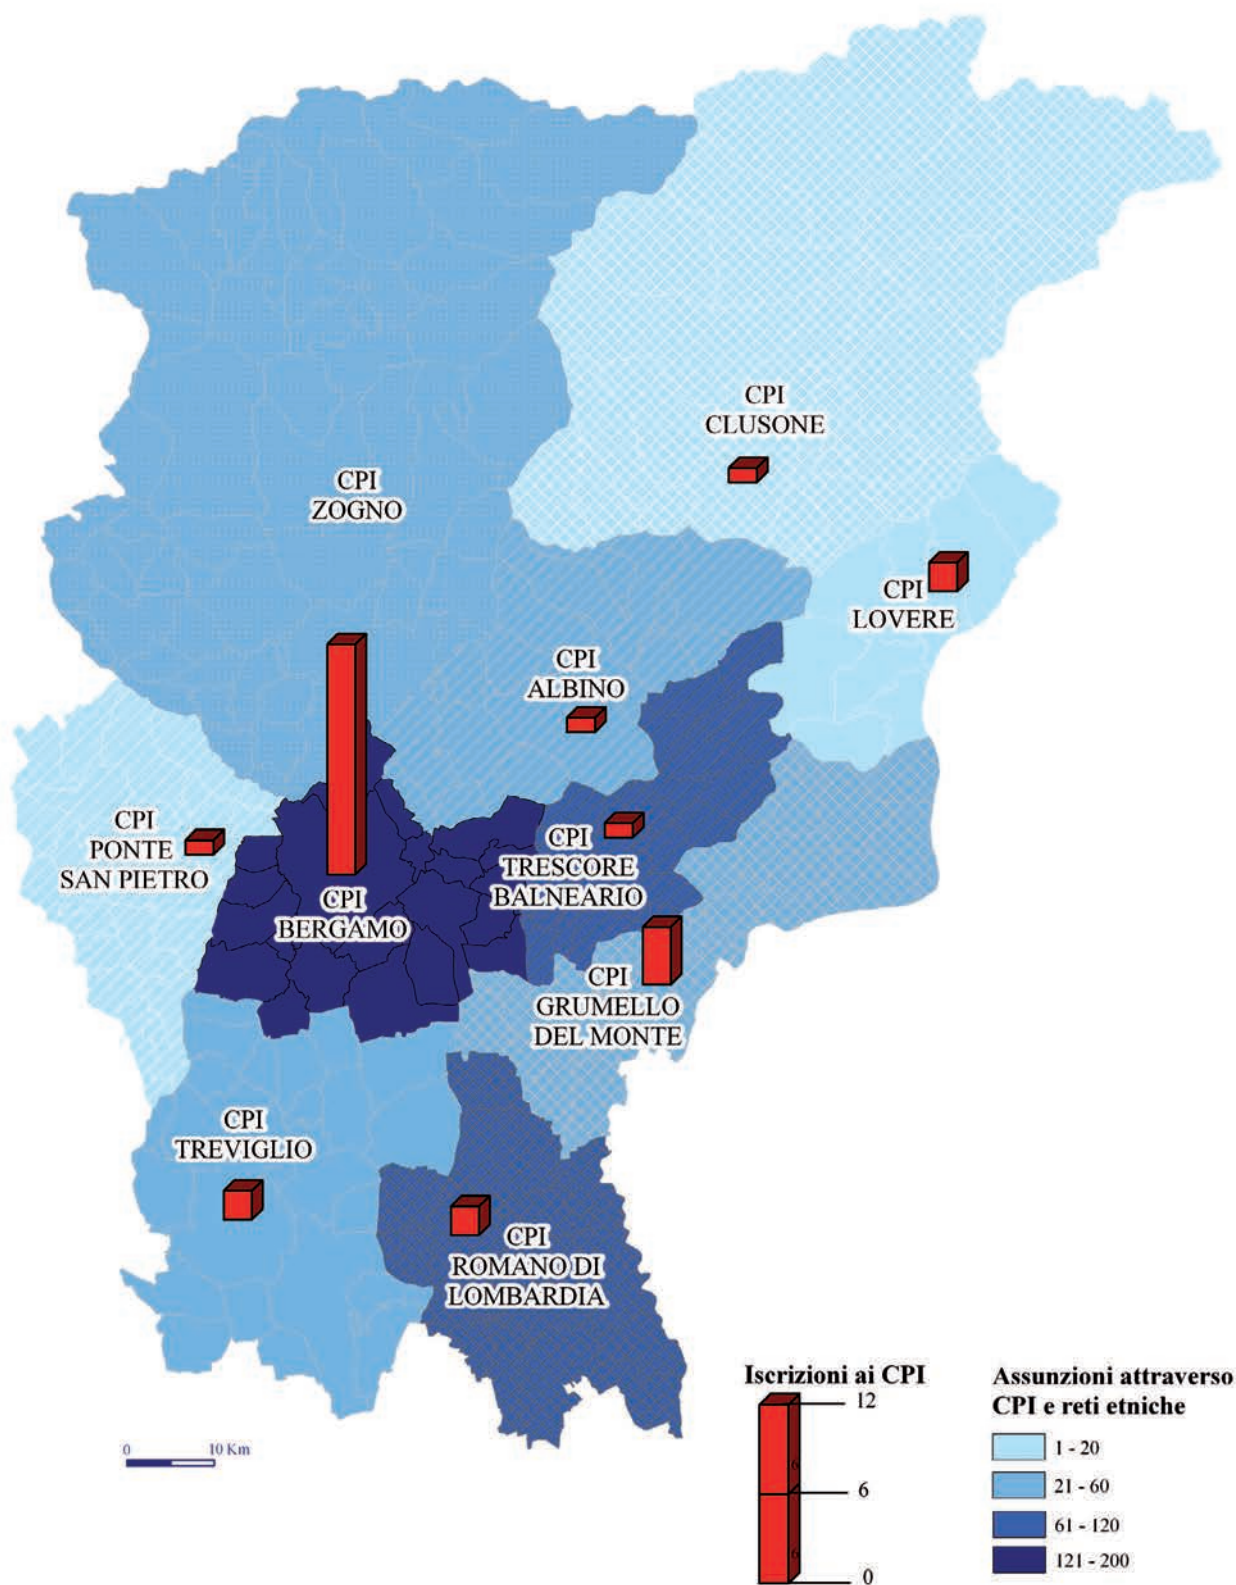 CPI
CLUSONE
CPI
ZOGNO
CPI
LOVERE
CPI
ALBINO
CPI
PONTE
SAN PIETRO
CPI
TRESCORE
BALNEARIO
CPI
BERGAMO
CPI
GRUMELLO
DEL MONTE
CPI
TREVIGLIO
CPI
ROMANO DI
LOMBARDIA
0 10 Km
Iscrizioni ai CPI
12
6
6
6
0
Assunzioni attraverso
CPI e reti etniche
1 - 20
21 - 60
61 - 120
121 - 200